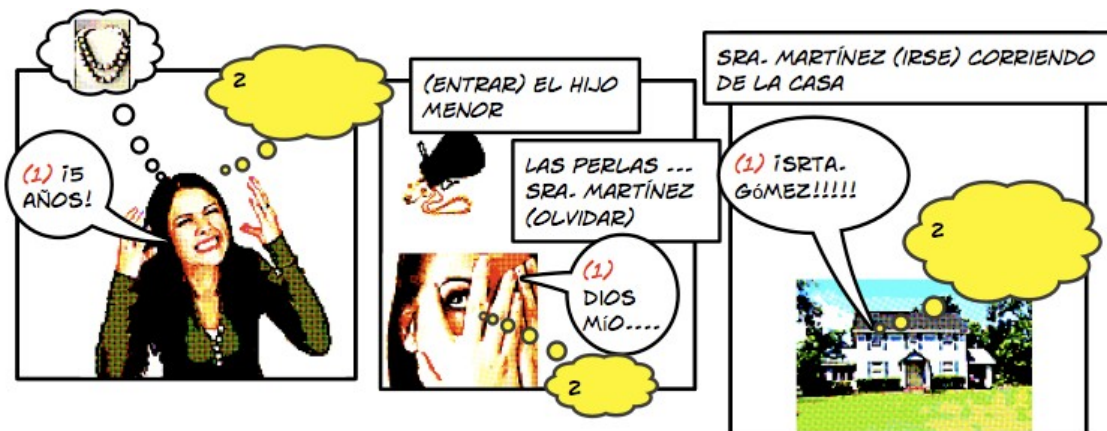 2
(1) ¡5
AÑOS!
(ENTRAR) EL HIJO
MENOR
LAS PERLAS ...
SRA. MARTÍNEZ
(OLVIDAR)
(1)
DIOS
MÍO....
2
SRA. MARTÍNEZ (IRSE) CORRIENDO
DE LA CASA
(1) ¡SRTA.
GÓMEZ!!!!!
2